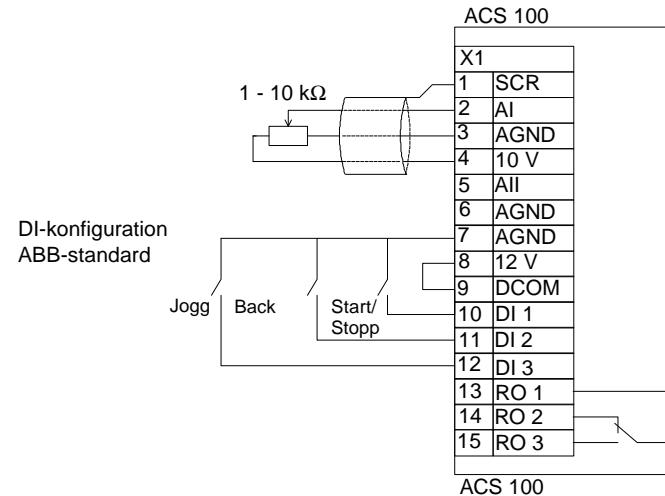 ACS 100
X1
1 SCR
1 - 10 kΩ
2 AI
3 AGND
4 10 V
5 AII
6 AGND
DI-konfiguration
7 AGND
ABB-standard
8 12 V
9 DCOM
Jogg Back Start/
Stopp
10 DI 1
11 DI 2
12 DI 3
13 RO 1
14 RO 2
15 RO 3
ACS 100